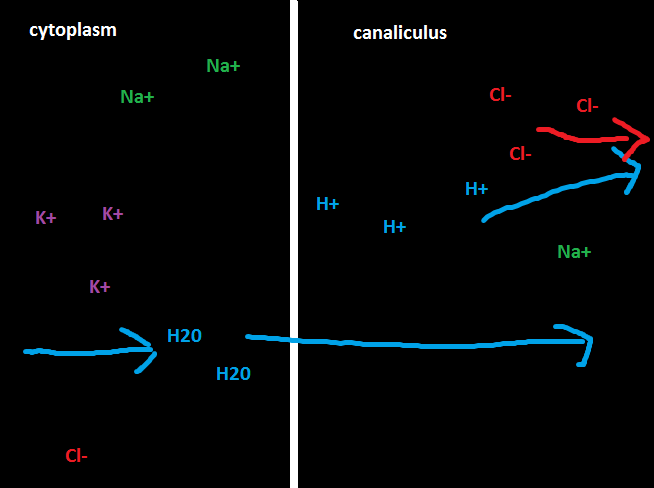 cytoplasm
Na+
Na+
K+
K+
K+
H20
H20
Cl-
canaliculus
Cl-
Cl-
Cl-
H+
H+
H+
Na+